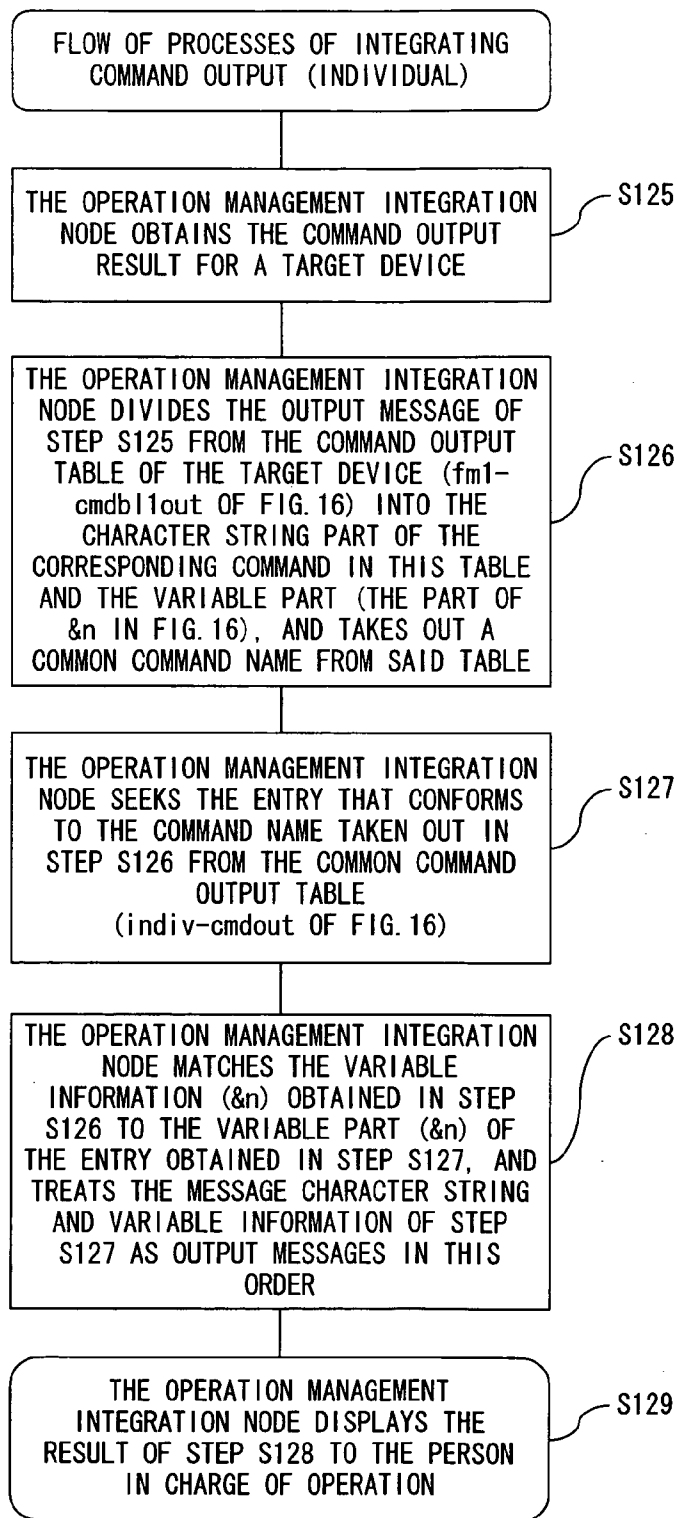 FLOW OF PROCESSES OF INTEGRATING
COMMAND OUTPUT (INDIVIDUAL)
THE OPERATION MANAGEMENT INTEGRATION
NODE OBTAINS THE COMMAND OUTPUT
RESULT FOR A TARGET DEVICE
S125
THE OPERATION MANAGEMENT INTEGRATION
NODE DIVIDES THE OUTPUT MESSAGE OF
STEP S125 FROM THE COMMAND OUTPUT
TABLE OF THE TARGET DEVICE (fm1-
cmdbl1out OF FIG. 16) INTO THE
CHARACTER STRING PART OF THE
CORRESPONDING COMMAND IN THIS TABLE
AND THE VARIABLE PART (THE PART OF
&n IN FIG. 16), AND TAKES OUT A
COMMON COMMAND NAME FROM SAID TABLE
S126
THE OPERATION MANAGEMENT INTEGRATION
NODE SEEKS THE ENTRY THAT CONFORMS
TO THE COMMAND NAME TAKEN OUT IN
STEP S126 FROM THE COMMON COMMAND
OUTPUT TABLE
(indiv-cmdout OF FIG. 16)
S127
THE OPERATION MANAGEMENT INTEGRATION
NODE MATCHES THE VARIABLE
INFORMATION (&n) OBTAINED IN STEP
S126 TO THE VARIABLE PART (&n) OF
THE ENTRY OBTAINED IN STEP S127, AND
TREATS THE MESSAGE CHARACTER STRING
AND VARIABLE INFORMATION OF STEP
S127 AS OUTPUT MESSAGES IN THIS
ORDER
S128
THE OPERATION MANAGEMENT
INTEGRATION NODE DISPLAYS THE
RESULT OF STEP S128 TO THE PERSON
IN CHARGE OF OPERATION
S129